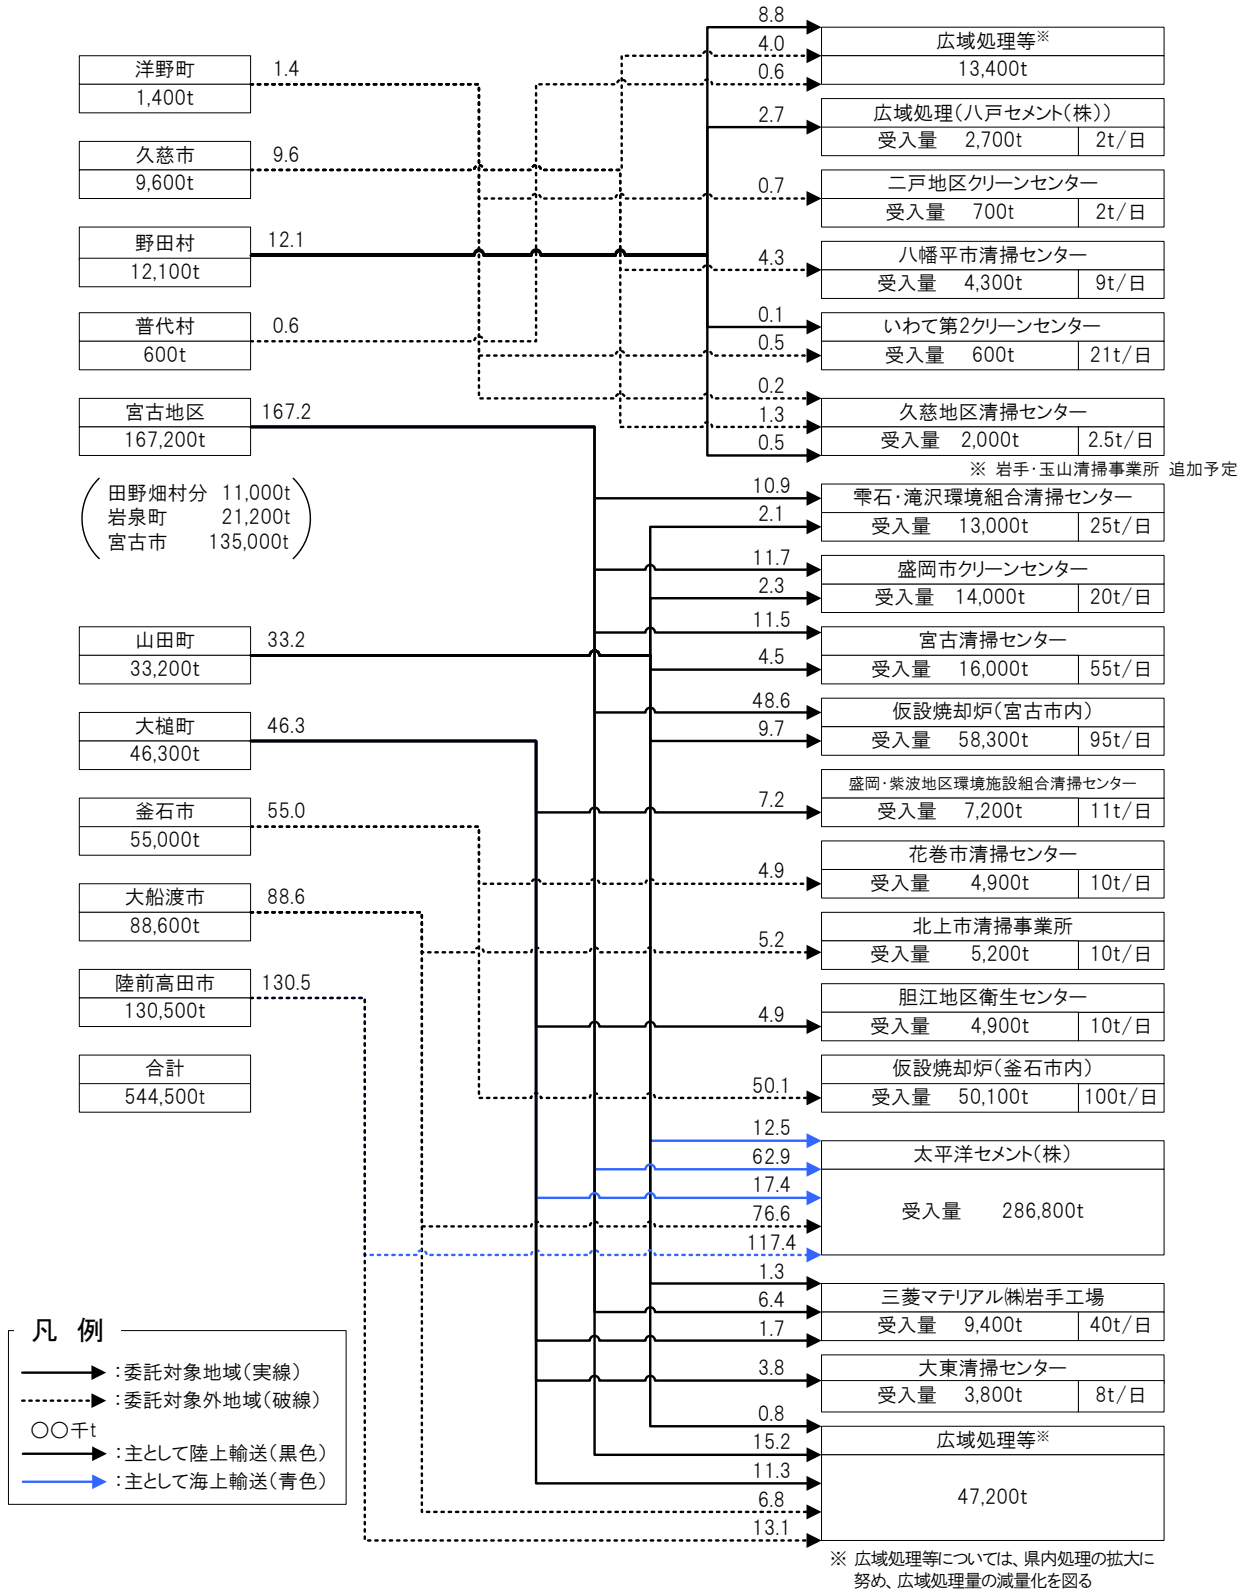 洋野町
1,400t
1.4
久慈市
9,600t
9.6
野田村
12,100t
12.1
普代村
600t
0.6
宮古地区
167,200t
167.2
田野畑村分 11,000t
岩泉町 21,200t
宮古市 135,000t
山田町
33,200t
33.2
大槌町
46,300t
46.3
釜石市
55,000t
55.0
大船渡市
88,600t
88.6
陸前高田市
130,500t
130.5
合計
544,500t
8.8
4.0
0.6
広域処理等※
13,400t
2.7
広域処理(八戸セメント(株))
受入量 2,700t 2t/日
0.7
二戸地区クリーンセンター
受入量 700t 2t/日
4.3
八幡平市清掃センター
受入量 4,300t 9t/日
0.1
0.5
いわて第2クリーンセンター
受入量 600t 21t/日
0.2
1.3
0.5
久慈地区清掃センター
受入量 2,000t 2.5t/日
※ 岩手・玉山清掃事業所 追加予定
10.9
2.1
雫石・滝沢環境組合清掃センター
受入量 13,000t 25t/日
11.7
2.3
盛岡市クリーンセンター
受入量 14,000t 20t/日
11.5
4.5
宮古清掃センター
受入量 16,000t 55t/日
48.6
9.7
仮設焼却炉(宮古市内)
受入量 58,300t 95t/日
7.2
盛岡・紫波地区環境施設組合清掃センター
受入量 7,200t 11t/日
4.9
花巻市清掃センター
受入量 4,900t 10t/日
5.2
北上市清掃事業所
受入量 5,200t 10t/日
4.9
胆江地区衛生センター
受入量 4,900t 10t/日
50.1
仮設焼却炉(釜石市内)
受入量 50,100t 100t/日
12.5
62.9
17.4
76.6
117.4
太平洋セメント(株)
受入量 286,800t
1.3
6.4
1.7
三菱マテリアル㈱岩手工場
受入量 9,400t 40t/日
3.8
大東清掃センター
受入量 3,800t 8t/日
0.8
15.2
11.3
6.8
13.1
広域処理等※
47,200t
※ 広域処理等については、県内処理の拡大に
努め、広域処理量の減量化を図る
凡 例
:委託対象地域(実線)
:委託対象外地域(破線)
○○千t
:主として陸上輸送(黒色)
:主として海上輸送(青色)